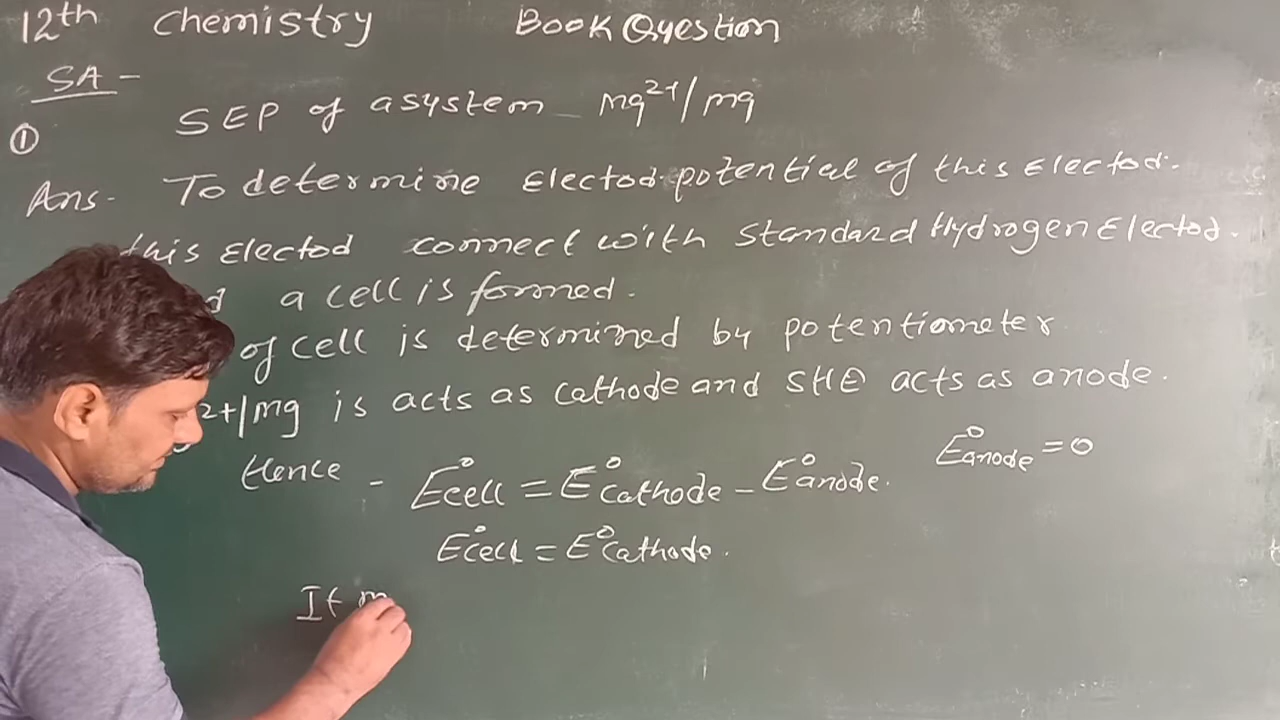 12th Chemistry Book Question
SA -
① SEP of a system mg²⁺/mg
Ans- To determine Electod potential of this Electod.
this Electod connect with standard Hydrogen Electod.
a cell is formed.
of cell is determined by potentiometer
2+/mg is acts as cathode and SHE acts as anode.
E°anode = 0
Hence - E°cell = E°cathode - E°anode.
E°cell = E°cathode.
If m